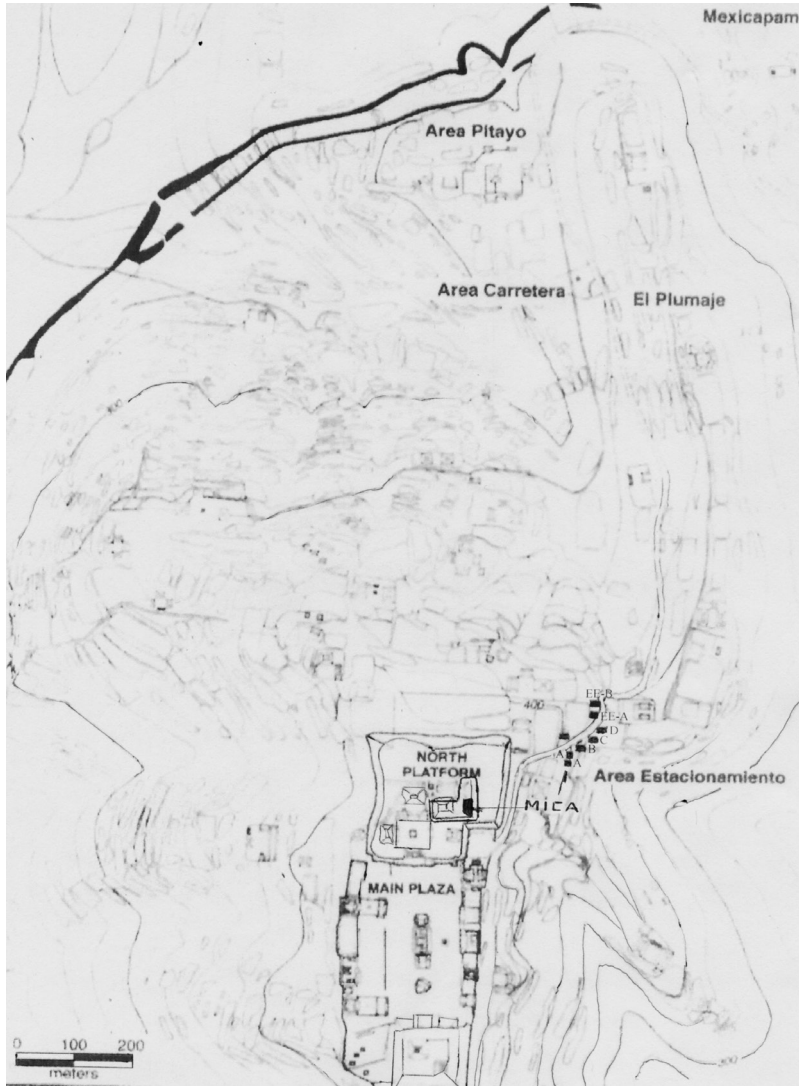 Mexicapam
Area Pitayo
Area Carretera
El Plumaje
EE-B
400
EE-A
D
C
B
A
A
NORTH
PLATFORM
Area Estacionamiento
MICA
MAIN PLAZA
0 100 200
meters
300